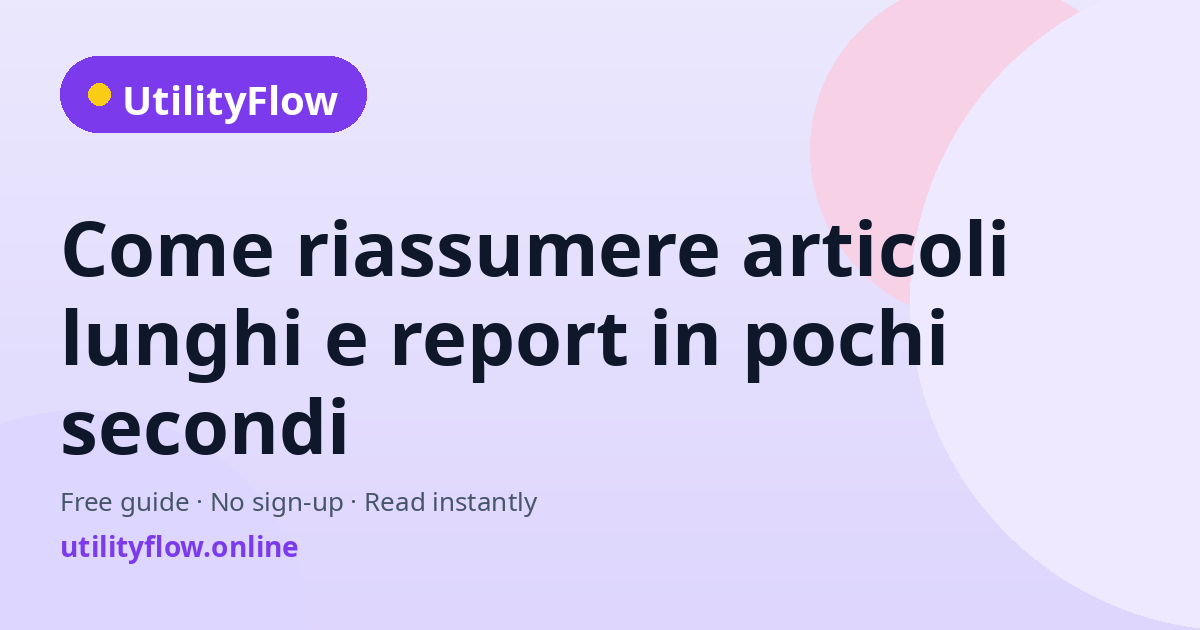 UtilityFlow
Come riassumere articoli
lunghi e report in pochi
secondi
Free guide · No sign-up · Read instantly
utilityflow.online